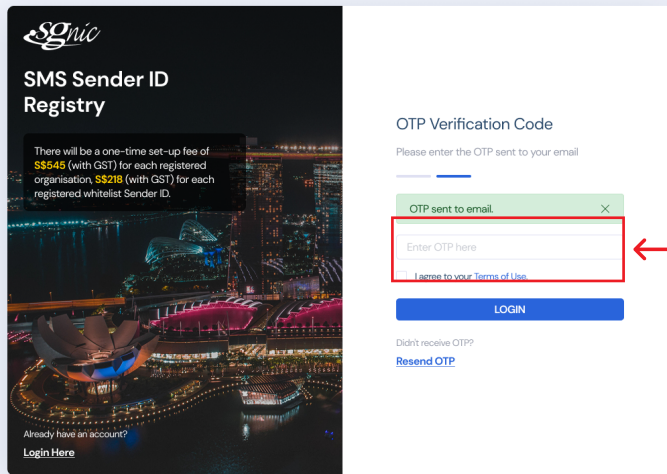 sgnic
SMS Sender ID
Registry
There will be a one-time set-up fee of
S$545 (with GST) for each registered
organisation, S$218 (with GST) for each
registered whitelist Sender ID.
Already have an account?
Login Here
OTP Verification Code
Please enter the OTP sent to your email
OTP sent to email.
Enter OTP here
I agree to your Terms of Use.
LOGIN
Didn't receive OTP?
Resend OTP